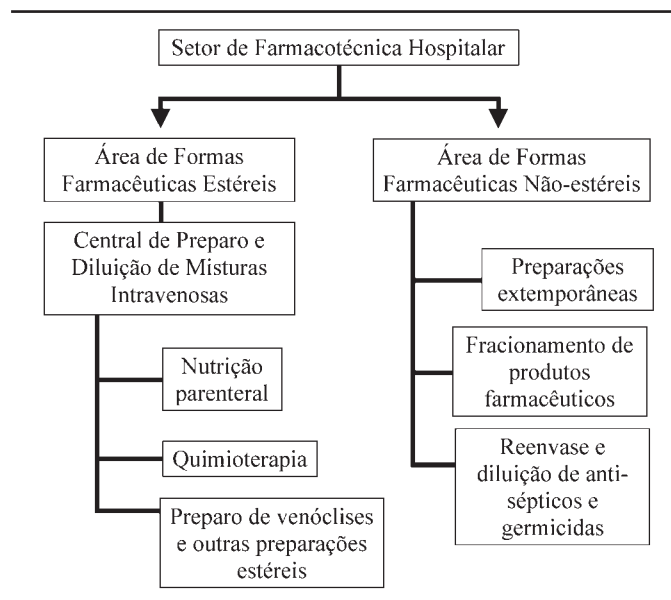 Setor de Farmacotécnica Hospitalar
Área de Formas
Farmacêuticas Estéreis
Central de Preparo e
Diluição de Misturas
Intravenosas
Nutrição
parenteral
Quimioterapia
Preparo de venóclises
e outras preparações
estéreis
Área de Formas
Farmacêuticas Não-estéreis
Preparações
extemporâneas
Fracionamento de
produtos
farmacêuticos
Reenvase e
diluição de anti-
sépticos e
germicidas